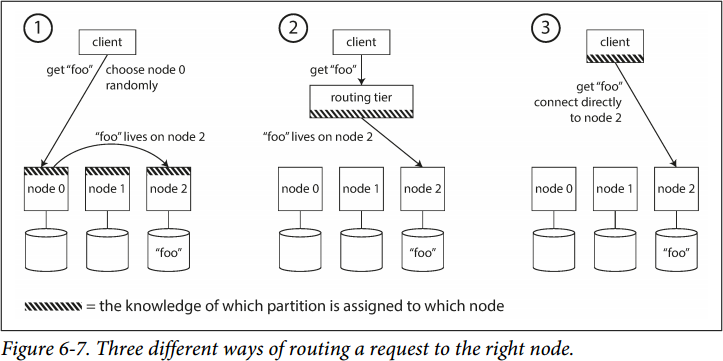 1
client
get “foo”
choose node 0
randomly
“foo” lives on node 2
node 0
node 1
node 2
“foo”
2
client
get “foo”
routing tier
“foo” lives on node 2
node 0
node 1
node 2
“foo”
3
client
get “foo”
connect directly
to node 2
node 0
node 1
node 2
“foo”
= the knowledge of which partition is assigned to which node
Figure 6-7. Three different ways of routing a request to the right node.